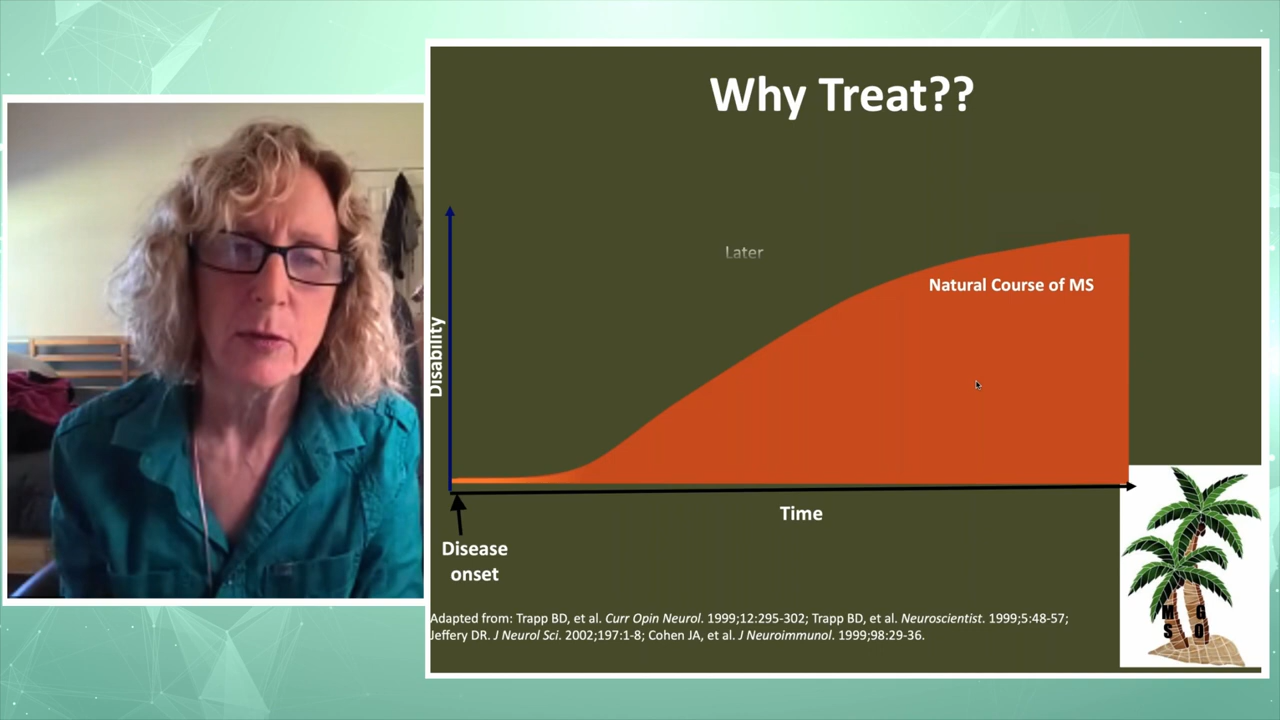 Why Treat??
Later
Natural Course of MS
Disability
Time
Disease
onset
Adapted from: Trapp BD, et al. Curr Opin Neurol. 1999;12:295-302; Trapp BD, et al. Neuroscientist. 1999;5:48-57;
Jeffery DR. J Neurol Sci. 2002;197:1-8; Cohen JA, et al. J Neuroimmunol. 1999;98:29-36.
M G
S O